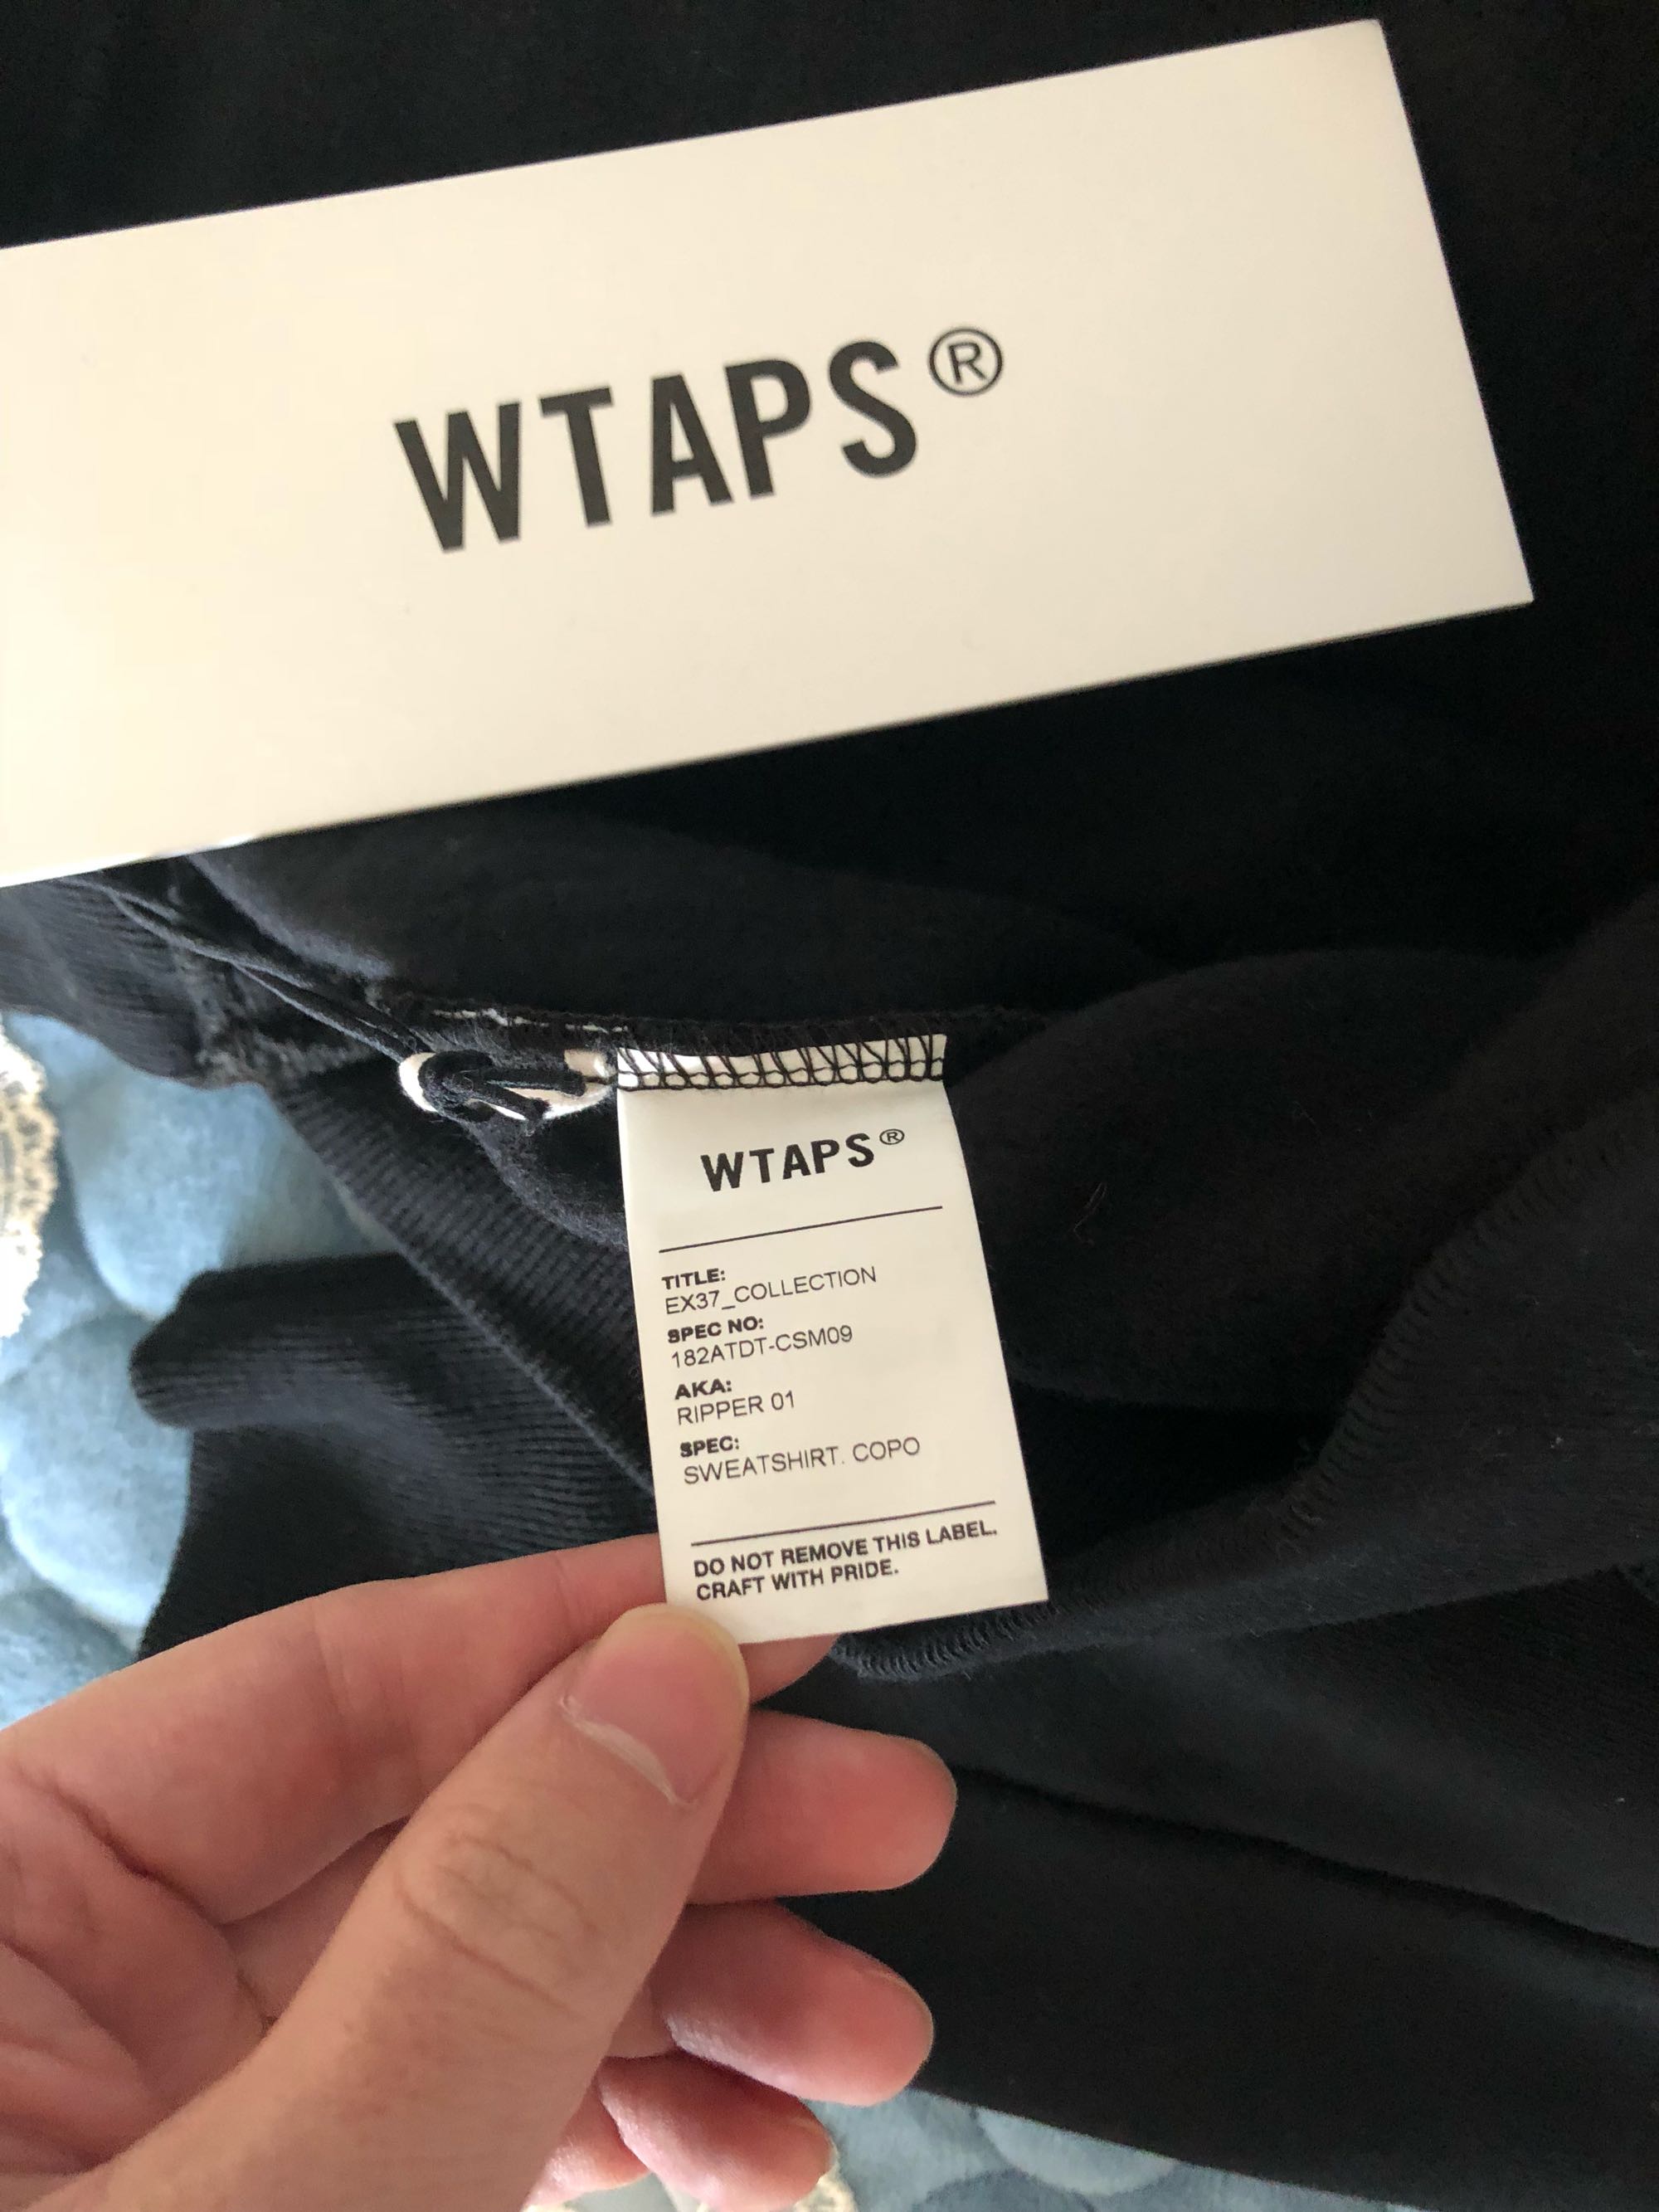 WTAPS®
WTAPS®
TITLE:
EX37_COLLECTION
SPEC NO:
182ATDT-CSM09
AKA:
RIPPER 01
SPEC:
SWEATSHIRT. COPO
DO NOT REMOVE THIS LABEL.
CRAFT WITH PRIDE.